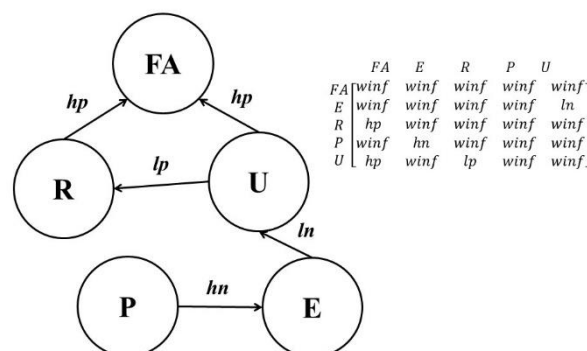 FA
hp hp
R lp U
ln
P hn E
FA E R P U
FA winf winf winf winf winf
E winf winf winf winf ln
R hp winf winf winf winf
P winf hn winf winf winf
U hp winf lp winf winf